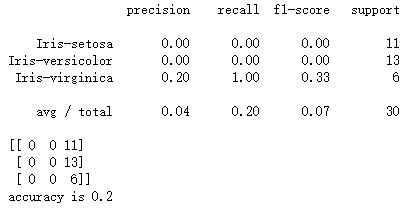 precision recall f1-score support
Iris-setosa 0.00 0.00 0.00 11
Iris-versicolor 0.00 0.00 0.00 13
Iris-virginica 0.20 1.00 0.33 6
avg / total 0.04 0.20 0.07 30
[[ 0 0 11]
[ 0 0 13]
[ 0 0 6]]
accuracy is 0.2